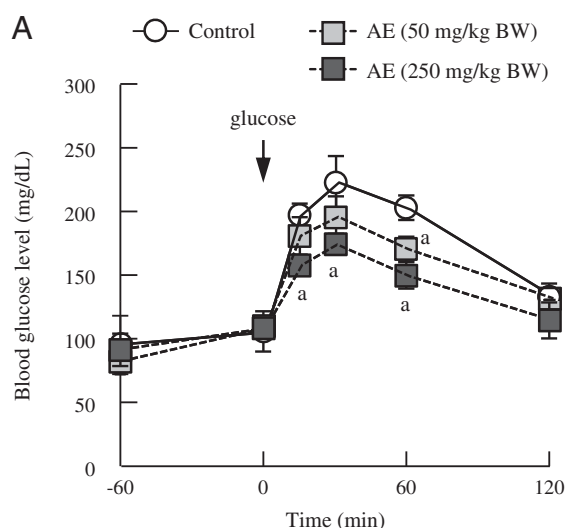 A
Control
AE (50 mg/kg BW)
AE (250 mg/kg BW)
300
250
200
150
100
50
0
Blood glucose level (mg/dL)
glucose
a
a
a
a
-60
0
60
120
Time (min)